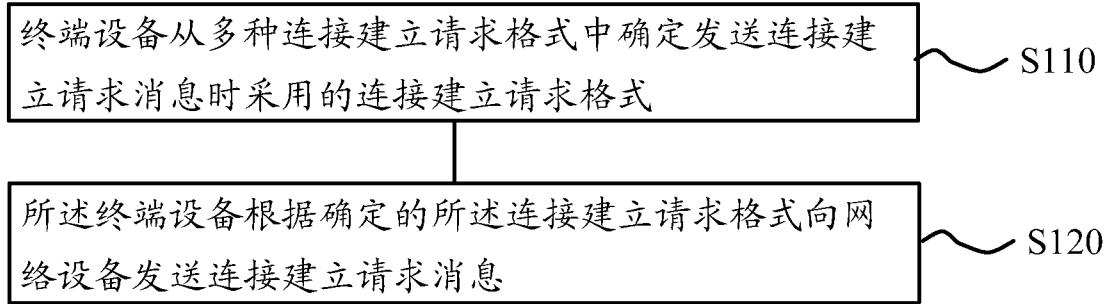 终端设备从多种连接建立请求格式中确定发送连接建
立请求消息时采用的连接建立请求格式
S110
所述终端设备根据确定的所述连接建立请求格式向网
络设备发送连接建立请求消息
S120